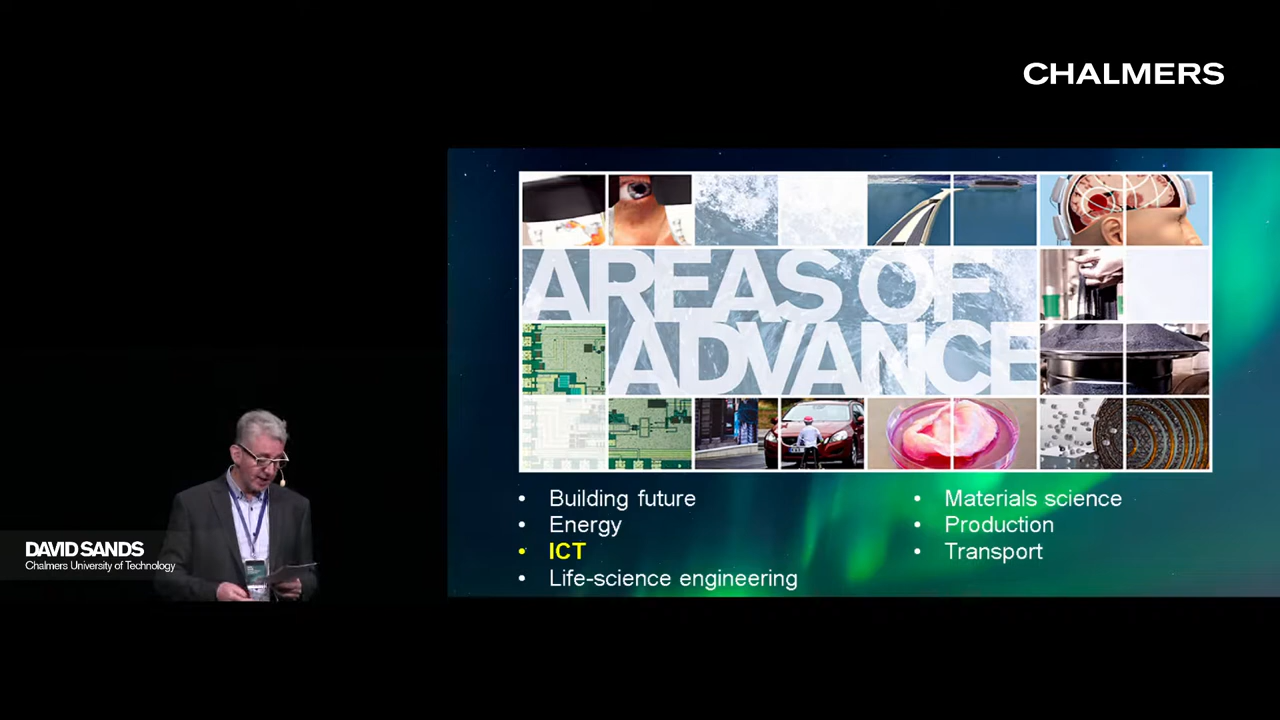 CHALMERS
AREAS OF
ADVANCE
• Building future
• Energy
• ICT
• Life-science engineering
• Materials science
• Production
• Transport
DAVID SANDS
Chalmers University of Technology